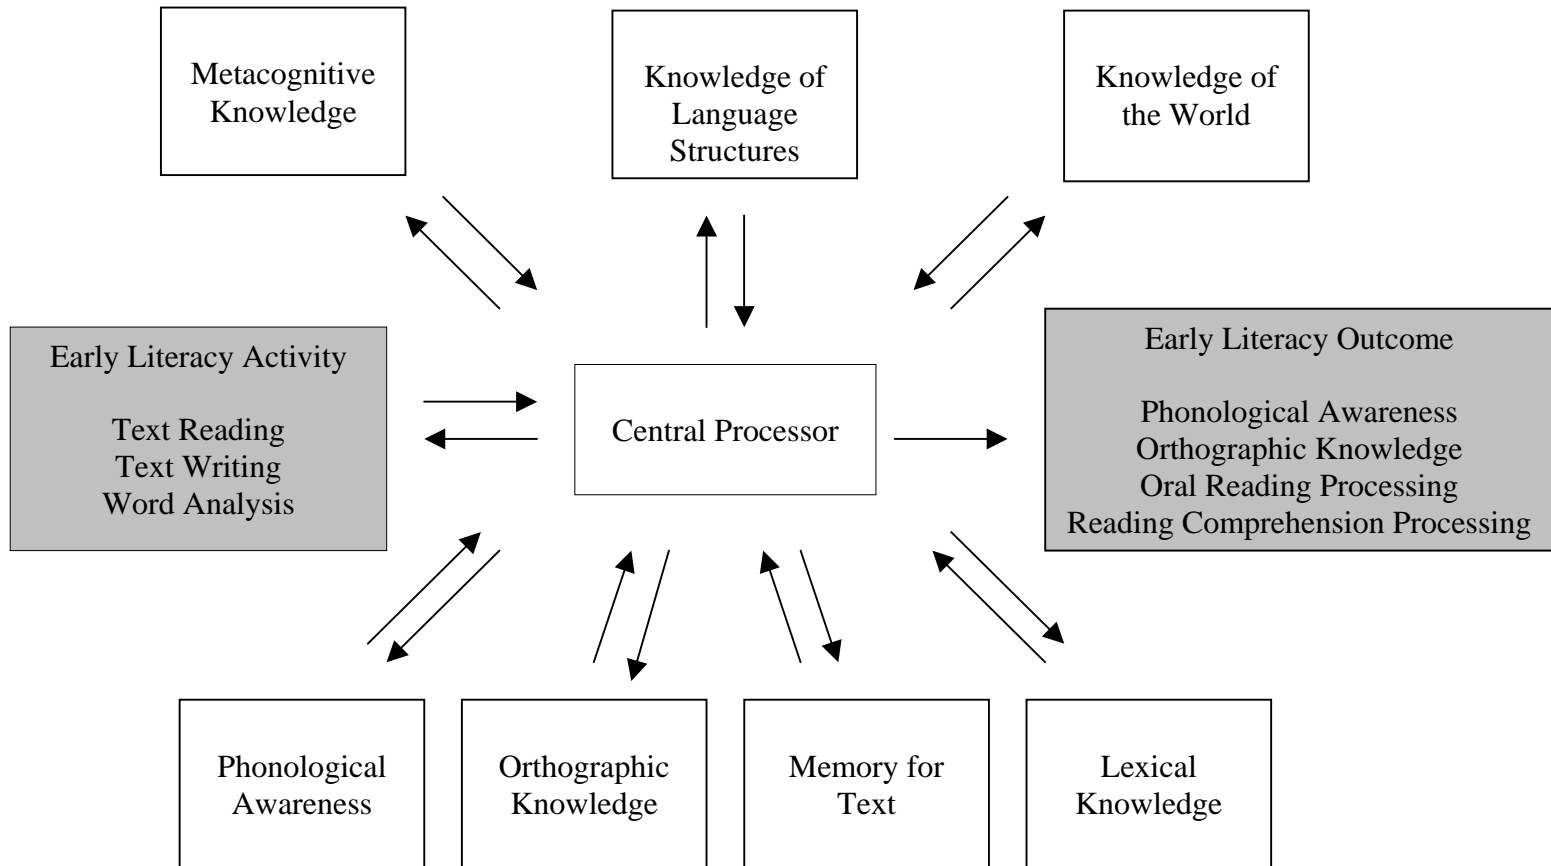 Metacognitive
Knowledge
Knowledge of
Language
Structures
Knowledge of
the World
Early Literacy Activity
Text Reading
Text Writing
Word Analysis
Central Processor
Early Literacy Outcome
Phonological Awareness
Orthographic Knowledge
Oral Reading Processing
Reading Comprehension Processing
Phonological
Awareness
Orthographic
Knowledge
Memory for
Text
Lexical
Knowledge